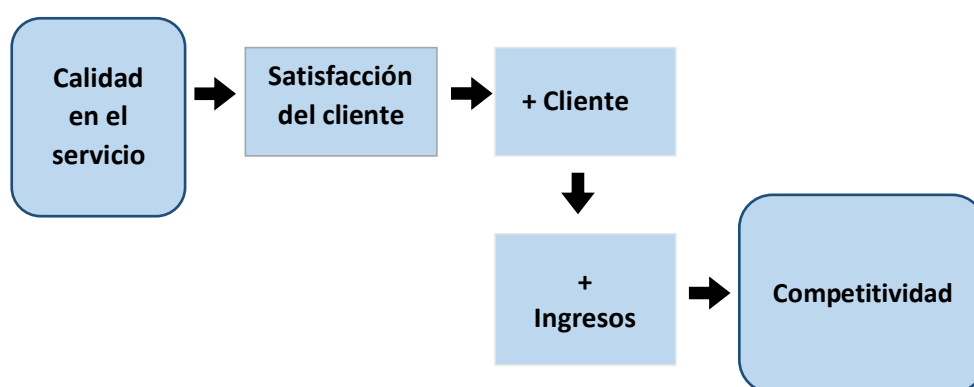 Calidad
en el
servicio
Satisfacción
del cliente
+ Cliente
+
Ingresos
Competitividad